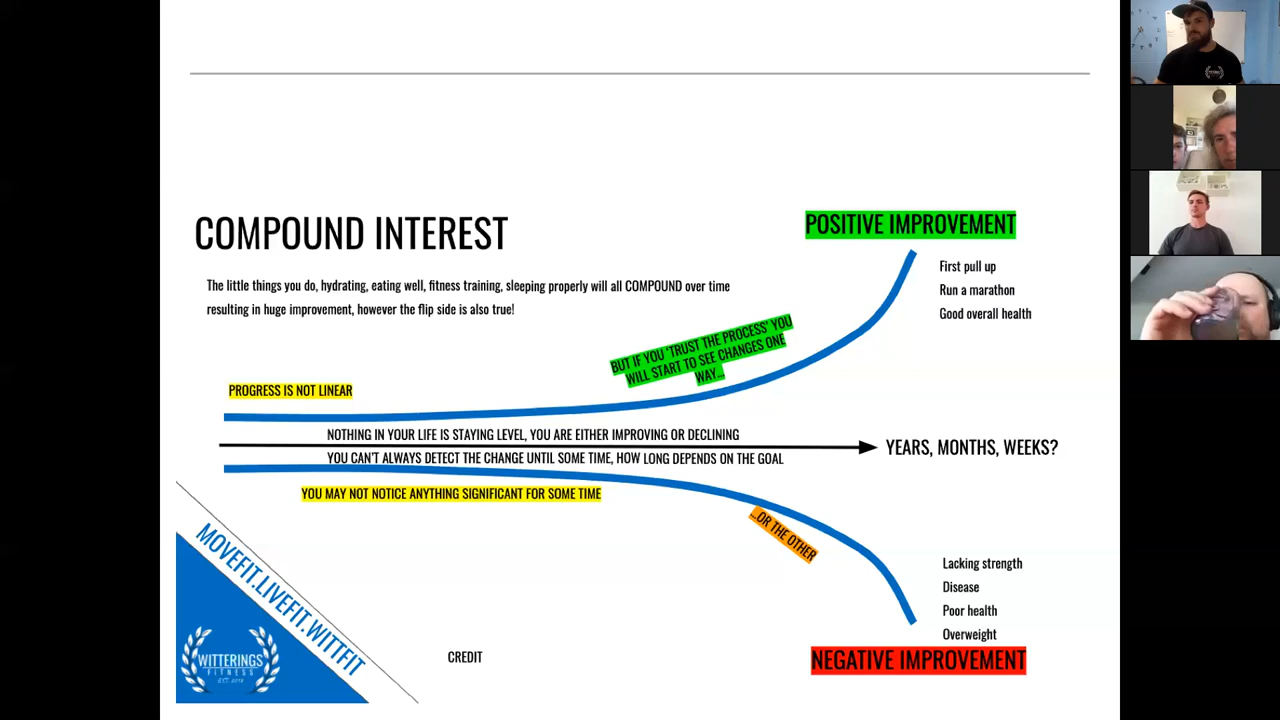 COMPOUND INTEREST
The little things you do, hydrating, eating well, fitness training, sleeping properly will all COMPOUND over time
resulting in huge improvement, however the flip side is also true!
POSITIVE IMPROVEMENT
First pull up
Run a marathon
Good overall health
BUT IF YOU 'TRUST THE PROCESS' YOU
WILL START TO SEE CHANGES ONE
WAY...
PROGRESS IS NOT LINEAR
NOTHING IN YOUR LIFE IS STAYING LEVEL, YOU ARE EITHER IMPROVING OR DECLINING
YEARS, MONTHS, WEEKS?
YOU CAN'T ALWAYS DETECT THE CHANGE UNTIL SOME TIME, HOW LONG DEPENDS ON THE GOAL
YOU MAY NOT NOTICE ANYTHING SIGNIFICANT FOR SOME TIME
...OR THE OTHER
Lacking strength
Disease
Poor health
Overweight
NEGATIVE IMPROVEMENT
MOVEFIT.LIVEFIT.WITTFIT
WITTERINGS
FITNESS
EST. 2018
CREDIT